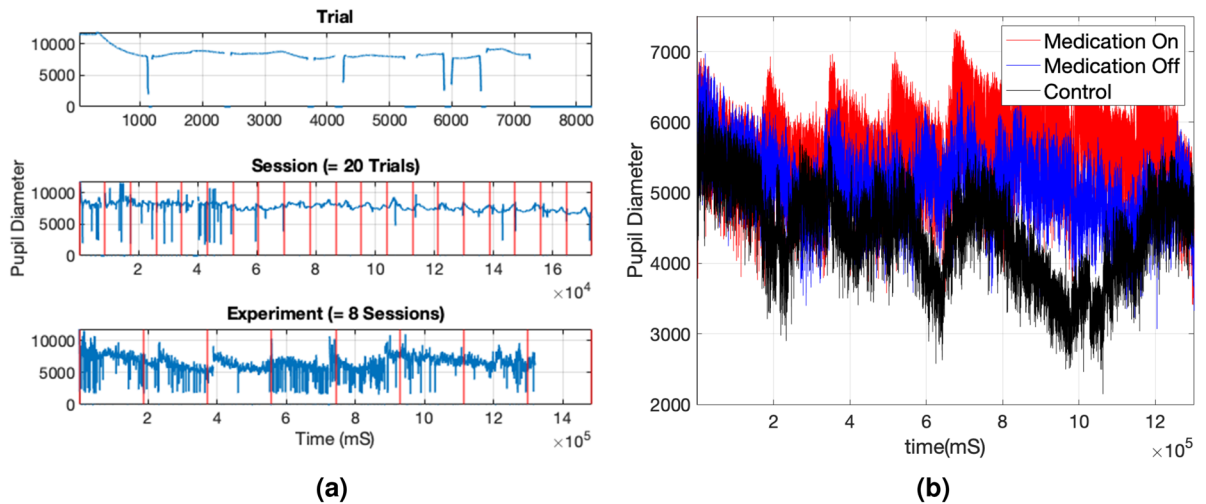 Trial
10000
5000
0
1000 2000 3000 4000 5000 6000 7000 8000
Session (= 20 Trials)
10000
5000
0
2 4 6 8 10 12 14 16
×10^4
Pupil Diameter
Experiment (= 8 Sessions)
10000
5000
0
2 4 6 8 10 12 14
Time (mS)
×10^5
(a)
7000
6000
5000
4000
3000
2000
Pupil Diameter
Medication On
Medication Off
Control
2 4 6 8 10 12
time(mS)
×10^5
(b)